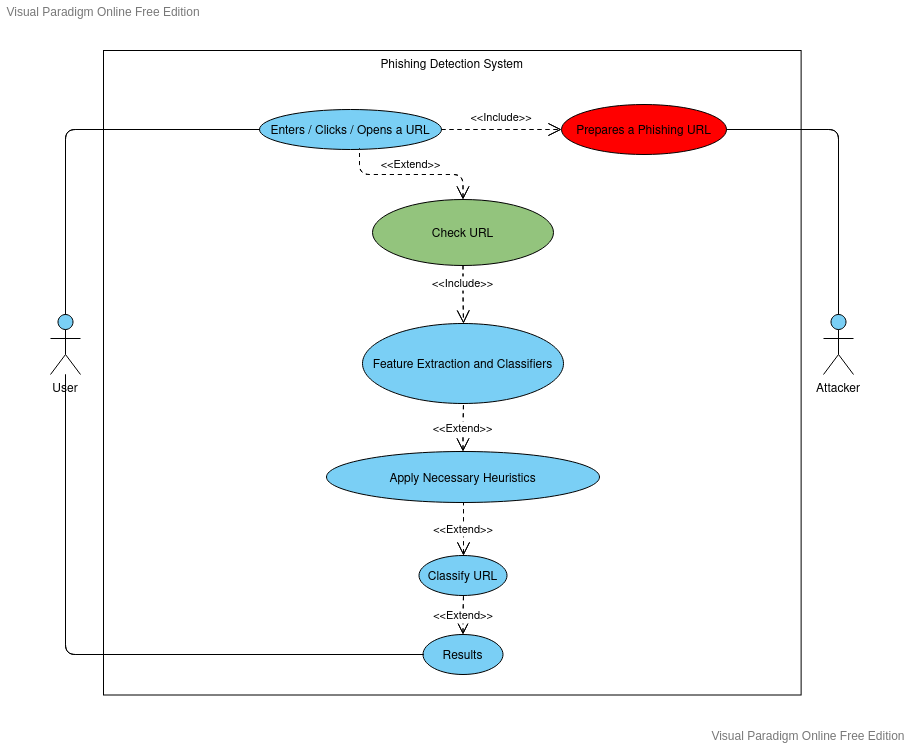 Visual Paradigm Online Free Edition
Phishing Detection System
Enters / Clicks / Opens a URL
<<Include>>
Prepares a Phishing URL
<<Extend>>
Check URL
<<Include>>
Feature Extraction and Classifiers
User
Attacker
<<Extend>>
Apply Necessary Heuristics
<<Extend>>
Classify URL
<<Extend>>
Results
Visual Paradigm Online Free Edition